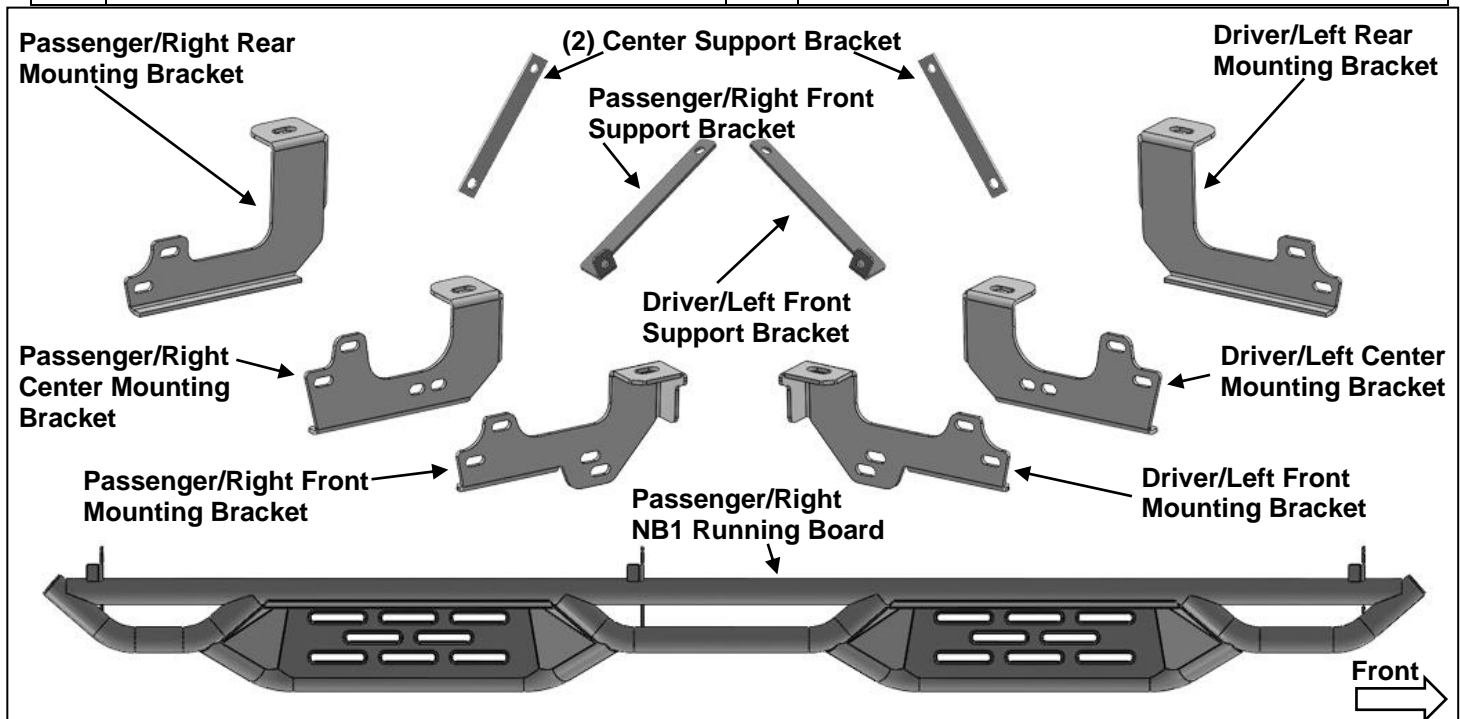 Passenger/Right Rear
Mounting Bracket
(2) Center Support Bracket
Driver/Left Rear
Mounting Bracket
Passenger/Right Front
Support Bracket
Driver/Left Front
Support Bracket
Passenger/Right
Center Mounting
Bracket
Driver/Left Center
Mounting Bracket
Passenger/Right Front
Mounting Bracket
Passenger/Right
NB1 Running Board
Driver/Left Front
Mounting Bracket
Front